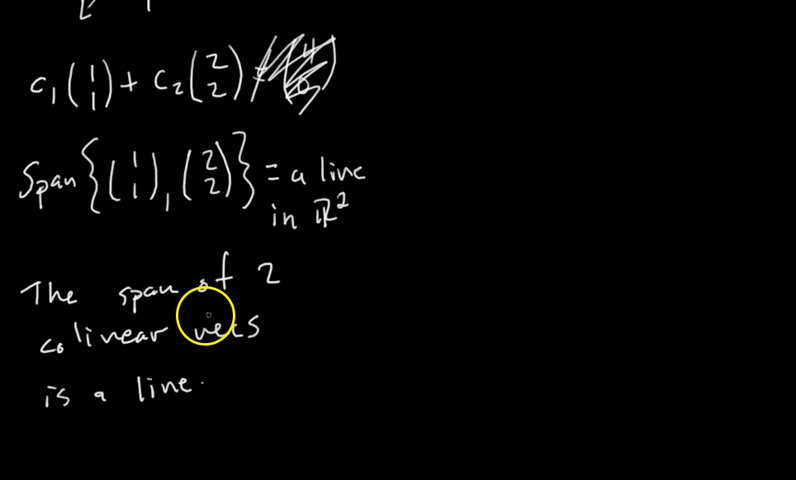 c₁(1 1) + c₂(2 2)
Span{(1 1), (2 2)} = a line
in ℝ²
The span of 2
colinear vecs
is a line.